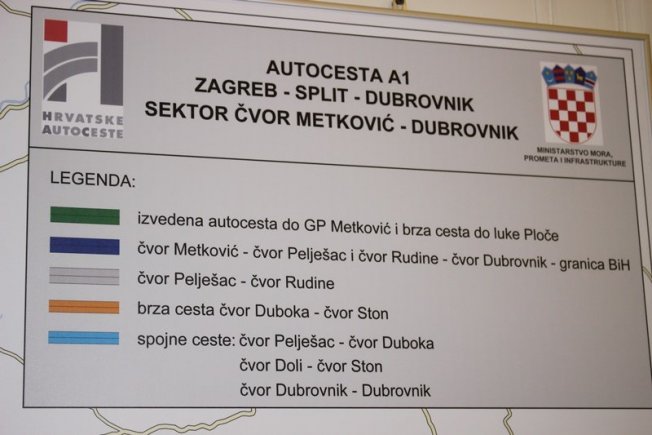 HRVATSKE
AUTOCESTE
AUTOCESTA A1
ZAGREB - SPLIT - DUBROVNIK
SEKTOR ČVOR METKOVIĆ - DUBROVNIK
MINISTARSTVO MORA,
PROMETA I INFRASTRUKTURE
LEGENDA:
izvedena autocesta do GP Metković i brza cesta do luke Ploče
čvor Metković - čvor Pelješac i čvor Rudine - čvor Dubrovnik - granica BiH
čvor Pelješac - čvor Rudine
brza cesta čvor Duboka - čvor Ston
spojne ceste: čvor Pelješac - čvor Duboka
čvor Doli - čvor Ston
čvor Dubrovnik - Dubrovnik